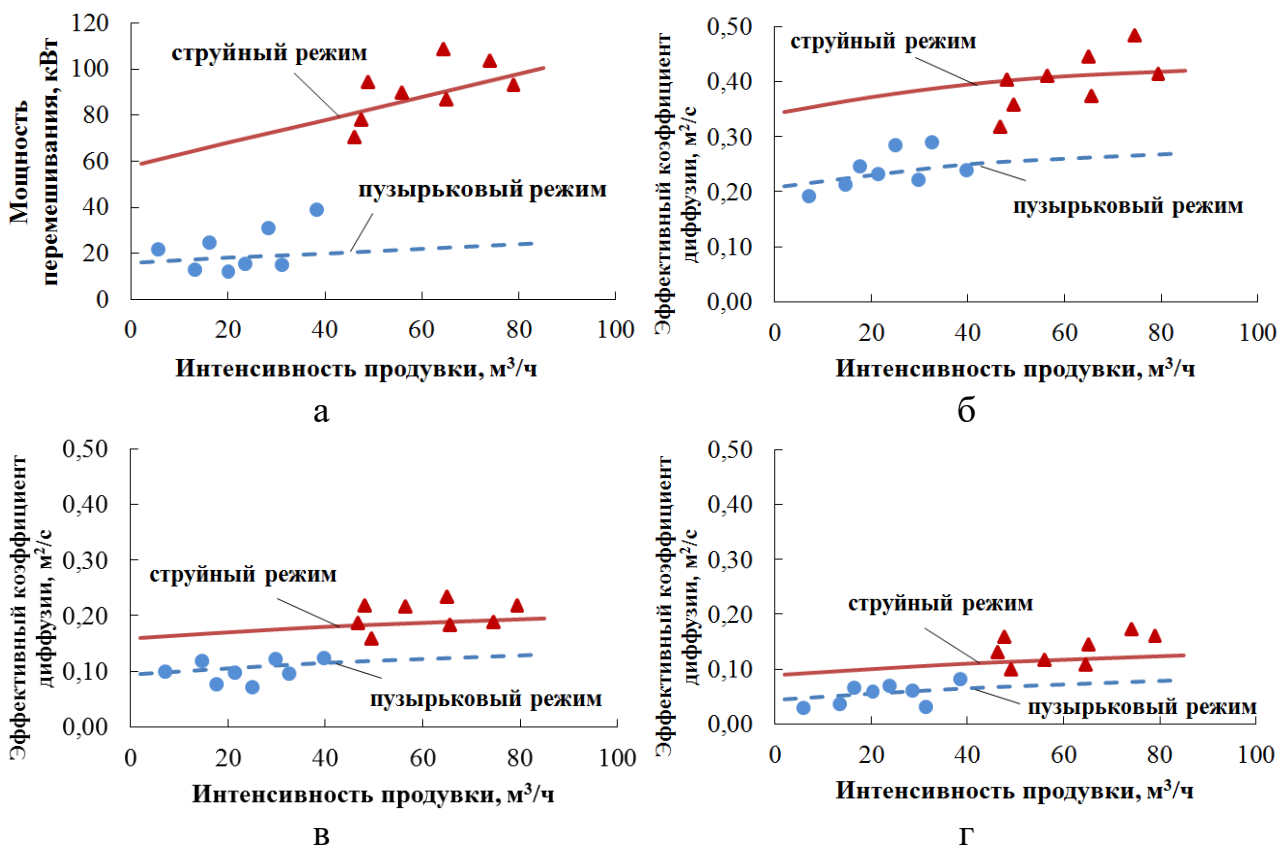 Мощность
перемешивания, кВт
120
100
80
60
40
20
0
струйный режим
пузырьковый режим
0 20 40 60 80 100
Интенсивность продувки, м³/ч
а
Эффективный коэффициент
диффузии, м²/с
0,50
0,40
0,30
0,20
0,10
0,00
струйный режим
пузырьковый режим
0 20 40 60 80 100
Интенсивность продувки, м³/ч
б
Эффективный коэффициент
диффузии, м²/с
0,50
0,40
0,30
0,20
0,10
0,00
струйный режим
пузырьковый режим
0 20 40 60 80 100
Интенсивность продувки, м³/ч
в
Эффективный коэффициент
диффузии, м²/с
0,50
0,40
0,30
0,20
0,10
0,00
струйный режим
пузырьковый режим
0 20 40 60 80 100
Интенсивность продувки, м³/ч
г